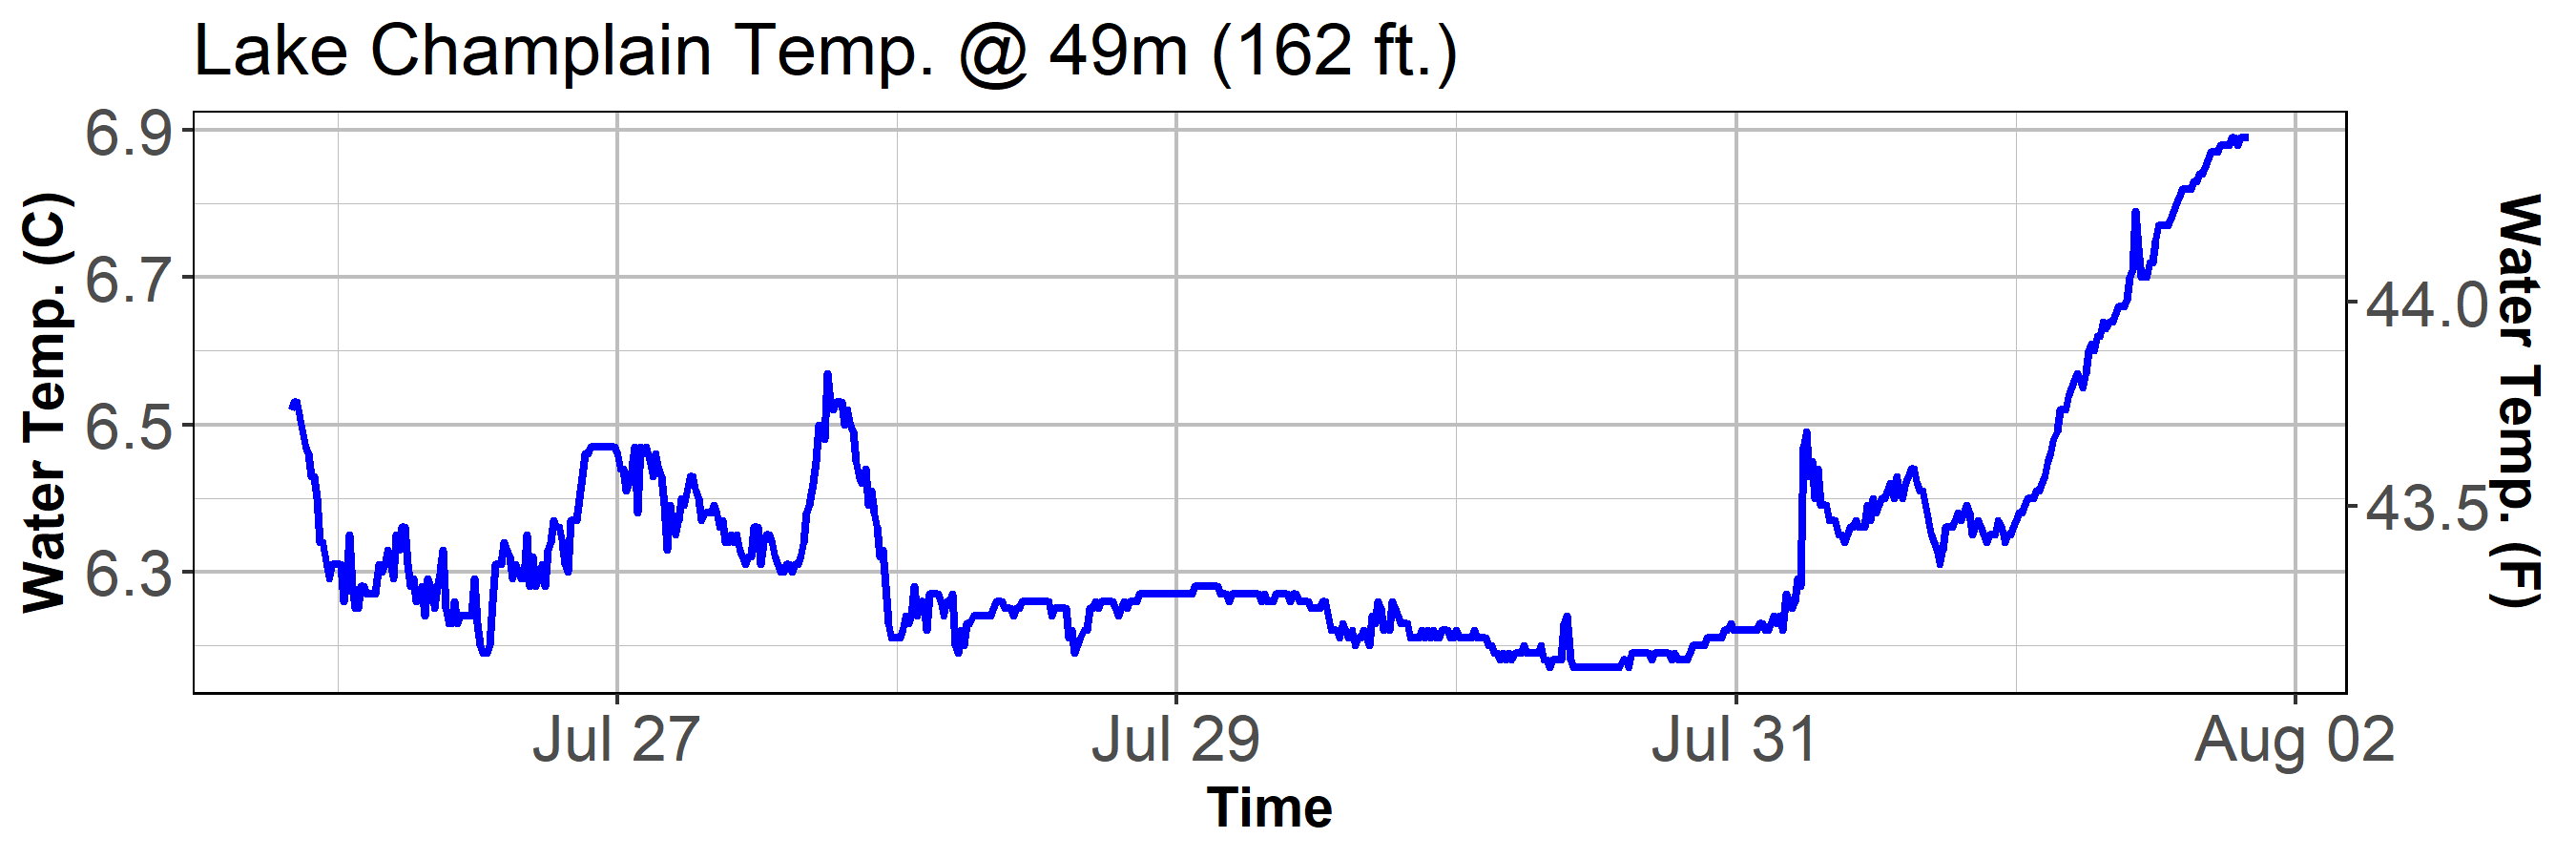 Lake Champlain Temp. @ 49m (162 ft.)
Water Temp. (C)
6.9
6.7
6.5
6.3
44.0
43.5
Water Temp. (F)
Jul 27
Jul 29
Jul 31
Aug 02
Time